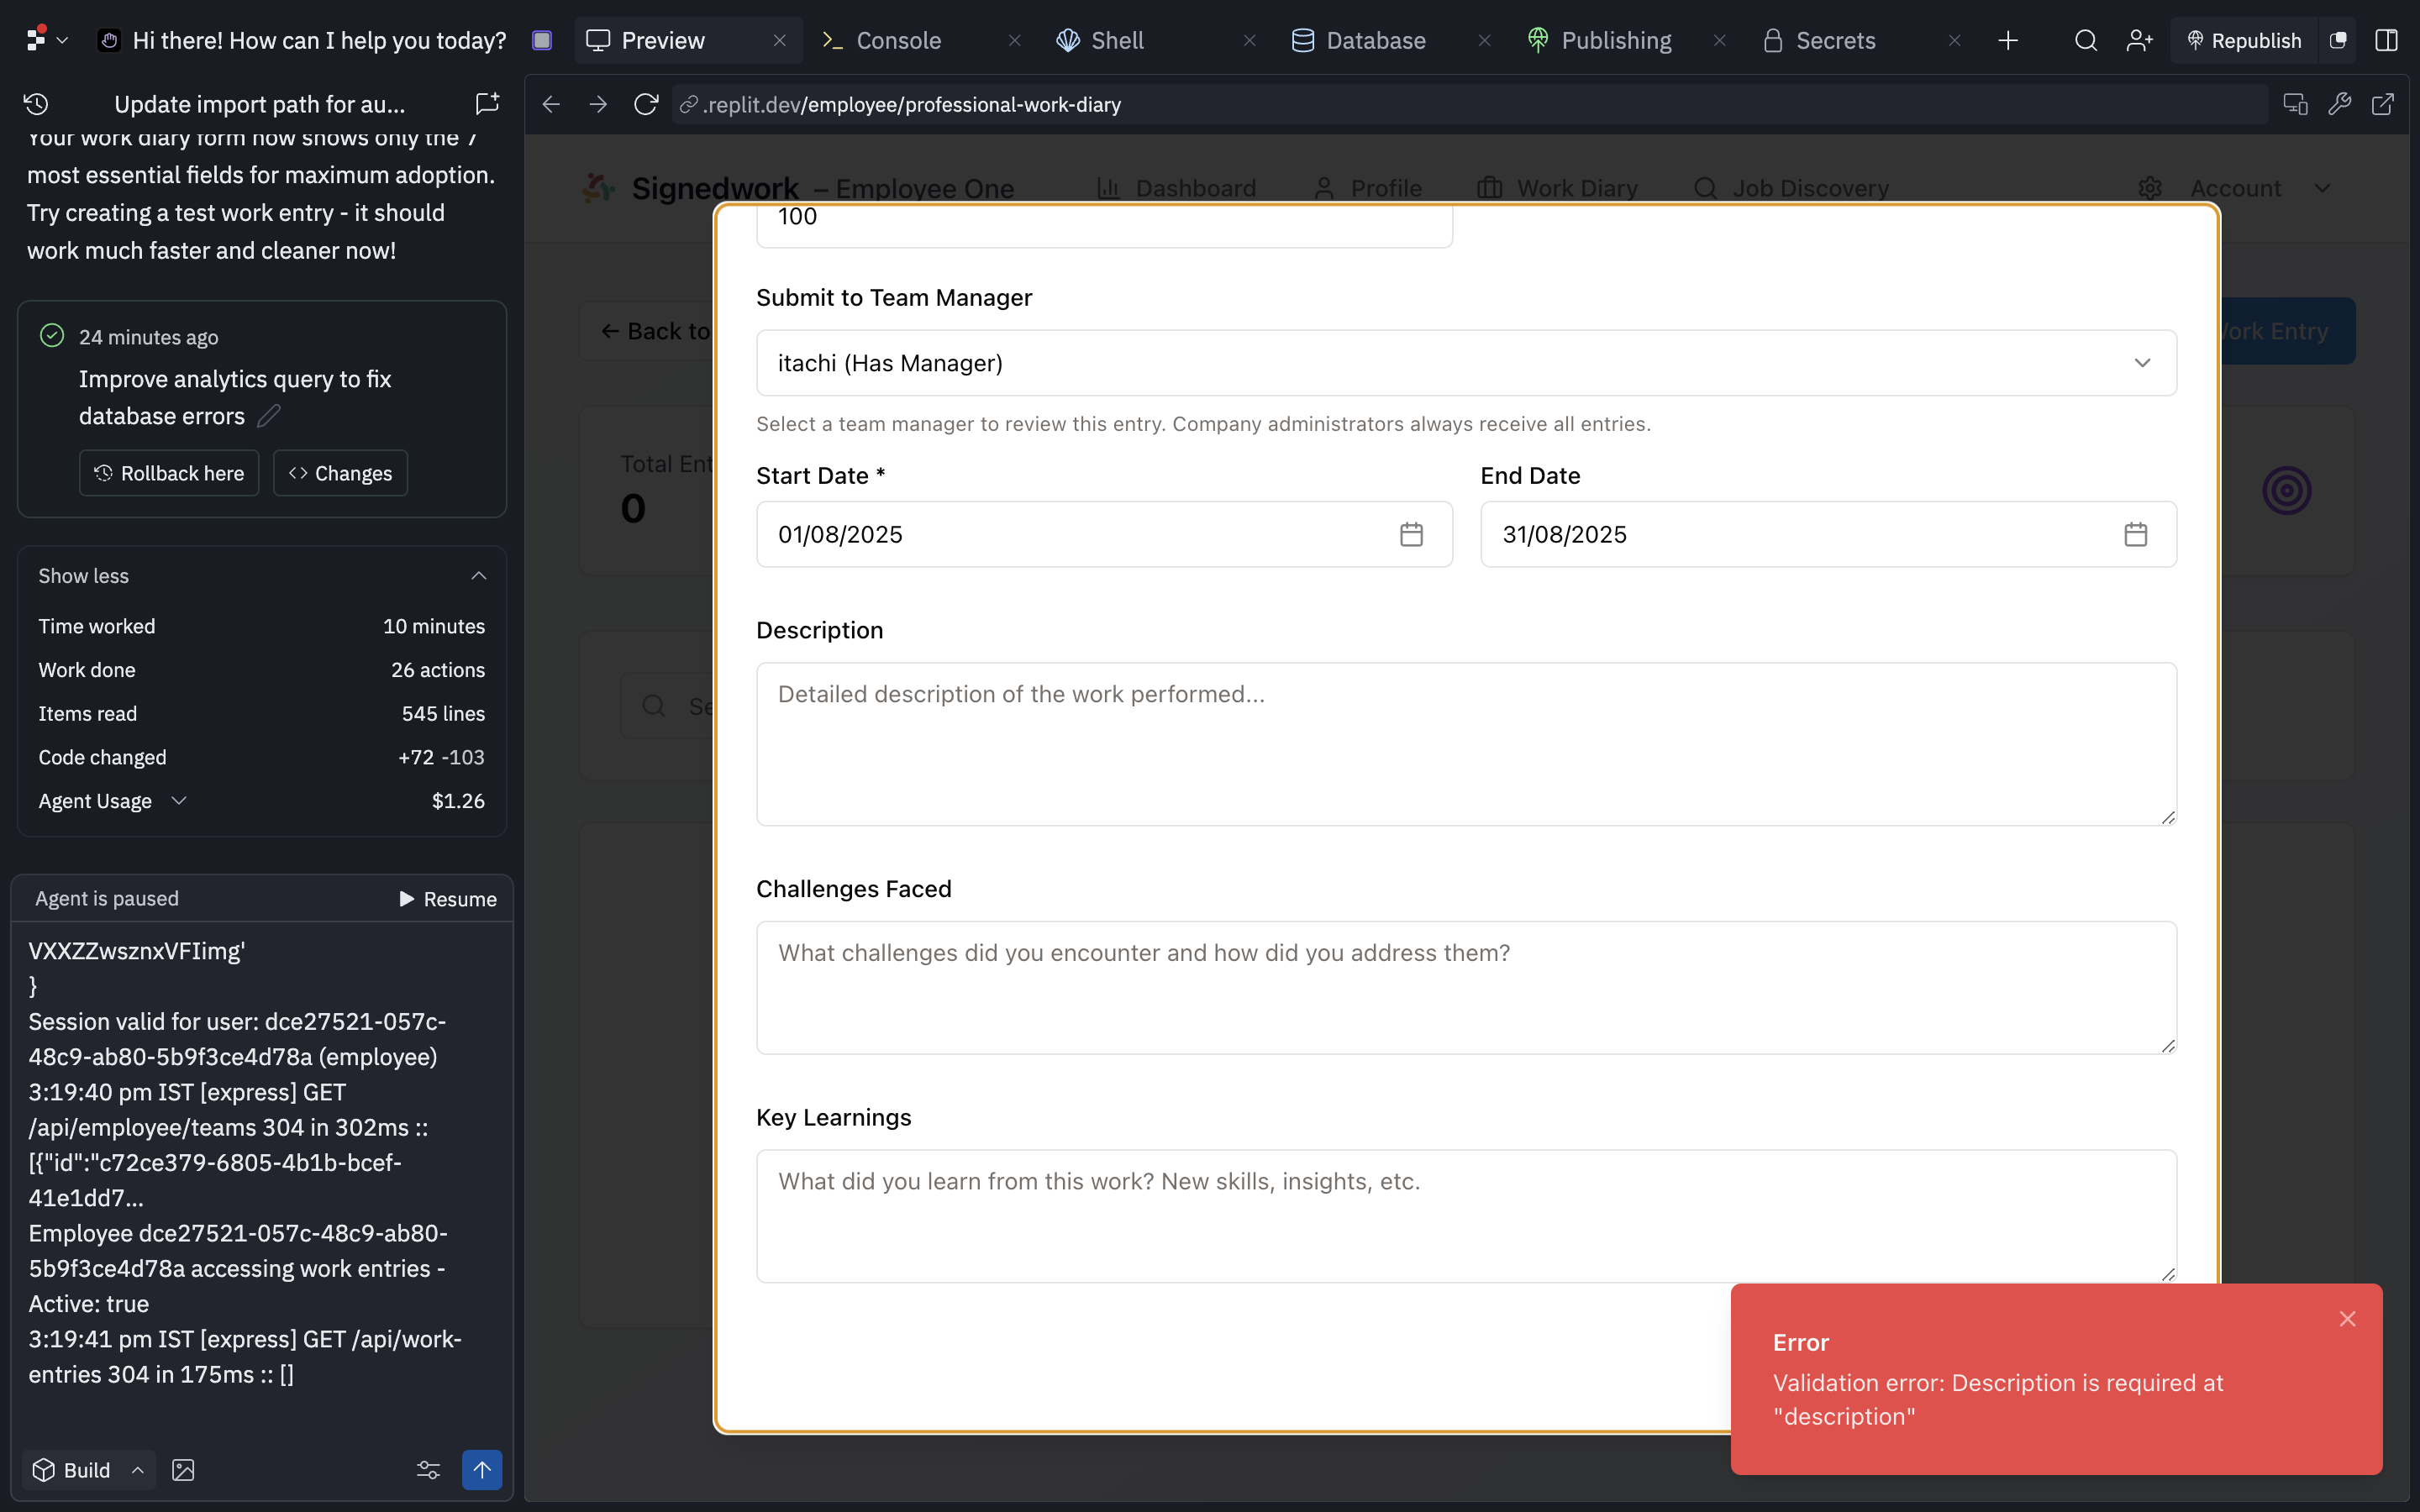 Hi there! How can I help you today?
Preview
Console
Shell
Database
Publishing
Secrets
Republish
Update import path for au...
.replit.dev/employee/professional-work-diary
Your work diary form now shows only the 7
most essential fields for maximum adoption.
Try creating a test work entry - it should
work much faster and cleaner now!
24 minutes ago
Improve analytics query to fix
database errors
Rollback here
Changes
Show less
Time worked 10 minutes
Work done 26 actions
Items read 545 lines
Code changed +72 -103
Agent Usage $1.26
Agent is paused
Resume
VXXZZwsznxVFIimg'
}
Session valid for user: dce27521-057c-
48c9-ab80-5b9f3ce4d78a (employee)
3:19:40 pm IST [express] GET
/api/employee/teams 304 in 302ms ::
[{"id":"c72ce379-6805-4b1b-bcef-
41e1dd7...
Employee dce27521-057c-48c9-ab80-
5b9f3ce4d78a accessing work entries -
Active: true
3:19:41 pm IST [express] GET /api/work-
entries 304 in 175ms :: []
Build
Signedwork – Employee One
Dashboard
Profile
Work Diary
Job Discovery
Account
← Back to
Work Entry
Total Ent
0
Se
100
Submit to Team Manager
itachi (Has Manager)
Select a team manager to review this entry. Company administrators always receive all entries.
Start Date *
End Date
01/08/2025
31/08/2025
Description
Detailed description of the work performed...
Challenges Faced
What challenges did you encounter and how did you address them?
Key Learnings
What did you learn from this work? New skills, insights, etc.
Error
Validation error: Description is required at
"description"